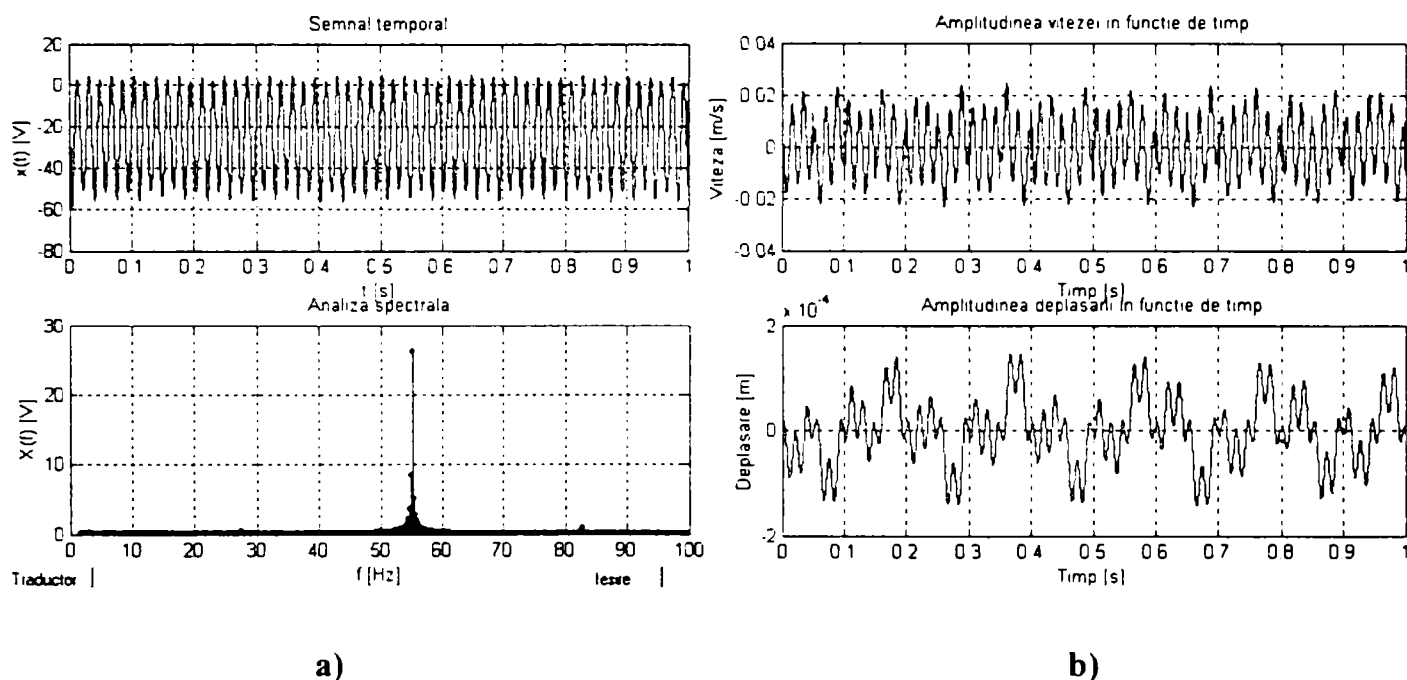 Semnal temporal
20
0
-20
-40
-60
-80
x(t) [V]
0 0.1 0.2 0.3 0.4 0.5 0.6 0.7 0.8 0.9 1
t [s]
Analiza spectrala
30
20
10
0
X(f) [V]
0 10 20 30 40 50 60 70 80 90 100
f [Hz]
Traductor
Iesire
a)
Amplitudinea vitezei in functie de timp
0.04
0.02
0
-0.02
-0.04
Viteza [m/s]
0 0.1 0.2 0.3 0.4 0.5 0.6 0.7 0.8 0.9 1
Timp [s]
Amplitudinea deplasarii in functie de timp
x 10⁻⁴
2
0
-2
Deplasare [m]
0 0.1 0.2 0.3 0.4 0.5 0.6 0.7 0.8 0.9 1
Timp [s]
b)